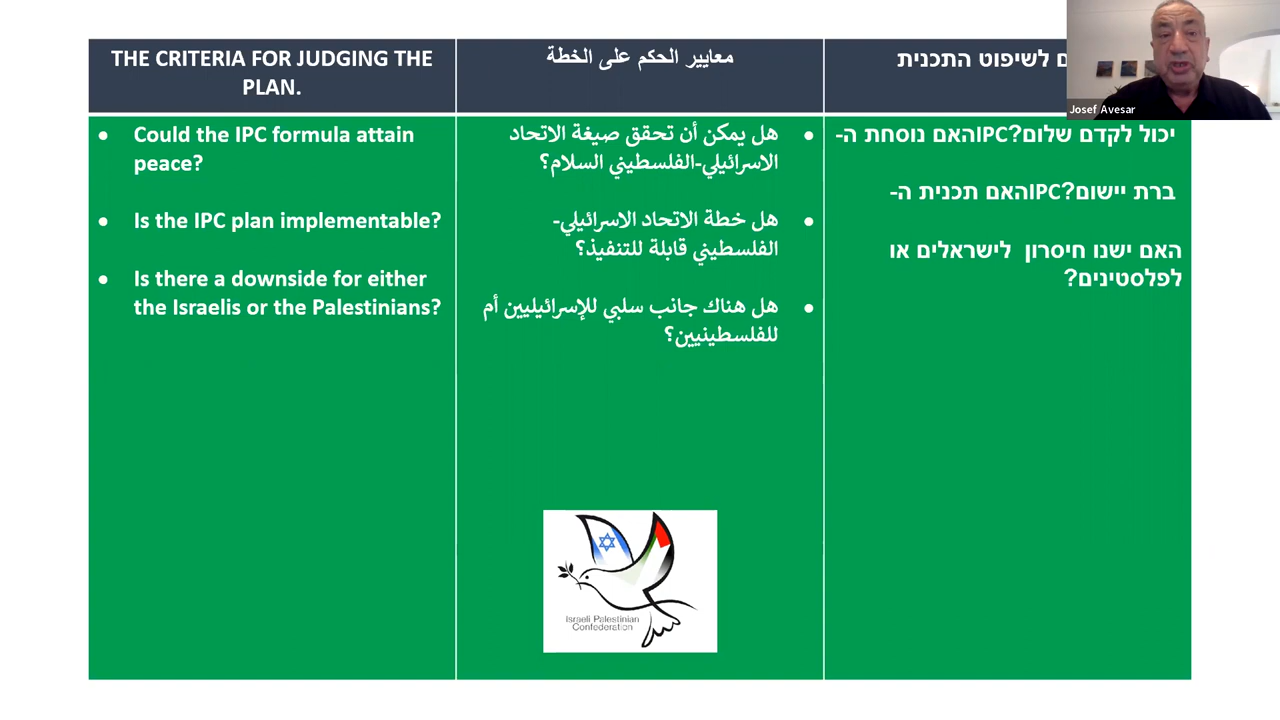 THE CRITERIA FOR JUDGING THE
PLAN.
معايير الحكم على الخطة
לשיפוט התכנית
Josef Avesar
● Could the IPC formula attain
peace?
● Is the IPC plan implementable?
● Is there a downside for either
the Israelis or the Palestinians?
● هل يمكن أن تحقق صيغة الاتحاد
الاسرائيلي-الفلسطيني السلام؟
● هل خطة الاتحاد الاسرائيلي-
الفلسطيني قابلة للتنفيذ؟
● هل هناك جانب سلبي للإسرائيليين أم
للفلسطينيين؟
יכול לקדם שלום?IPCהאם נוסחת ה-
ברת יישום?IPCהאם תכנית ה-
האם ישנו חיסרון לישראלים או
לפלסטינים?
Israeli Palestinian
Confederation